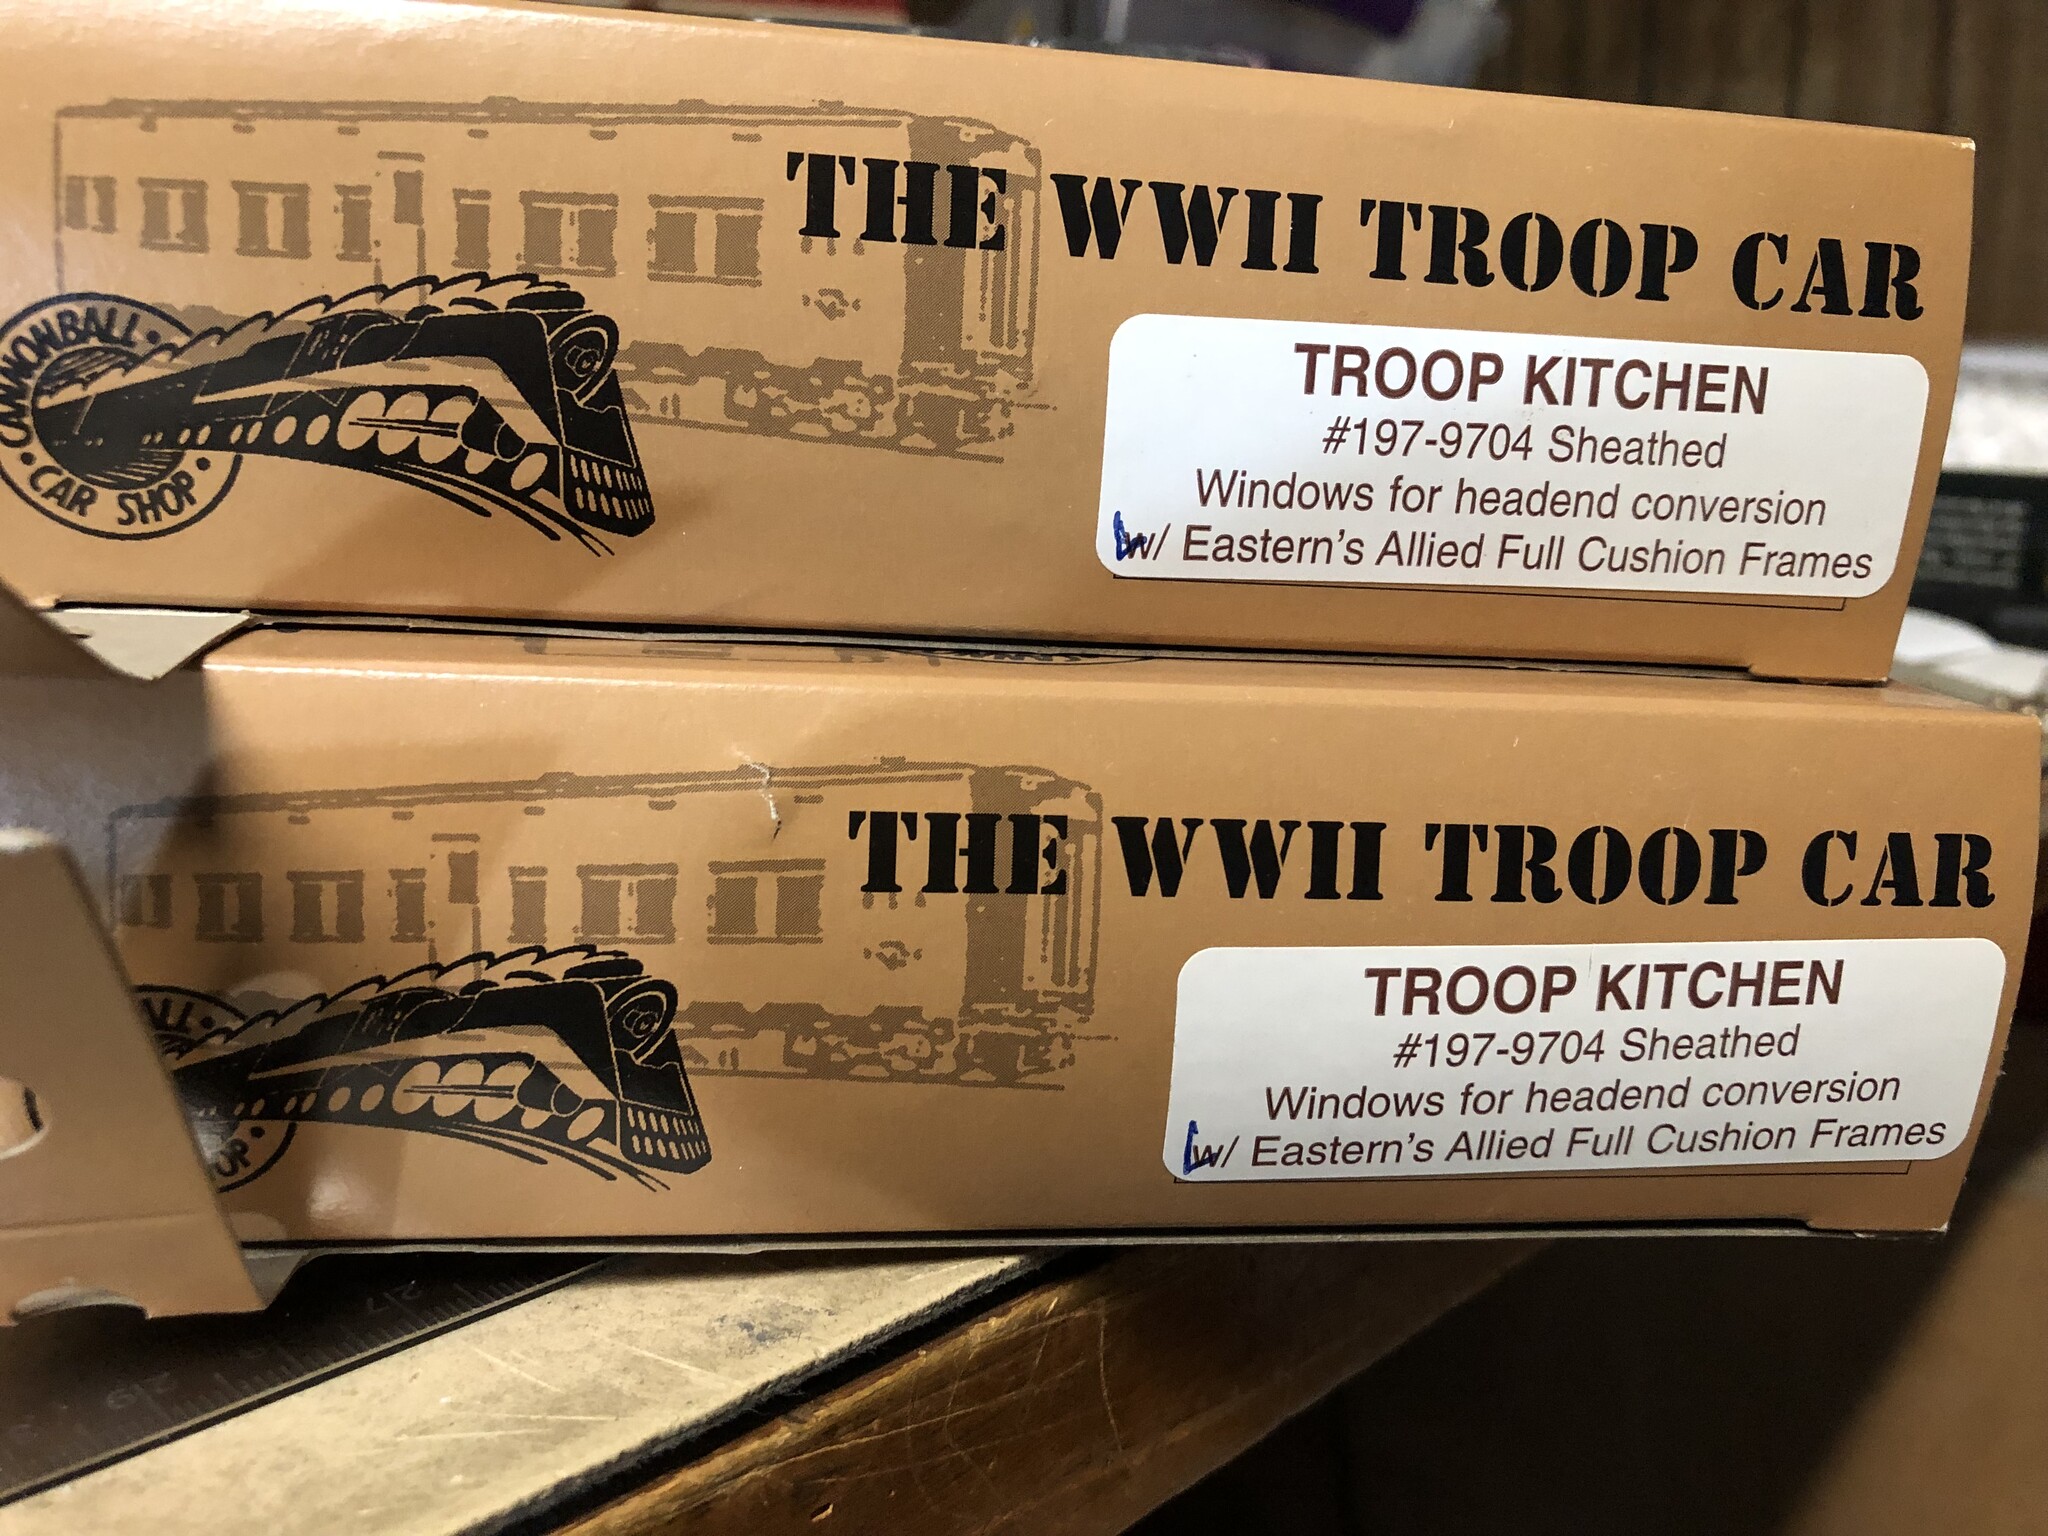 THE WWII TROOP CAR
CANNONBALL
CAR SHOP
TROOP KITCHEN
#197-9704 Sheathed
Windows for headend conversion
w/ Eastern's Allied Full Cushion Frames
THE WWII TROOP CAR
TROOP KITCHEN
#197-9704 Sheathed
Windows for headend conversion
w/ Eastern's Allied Full Cushion Frames